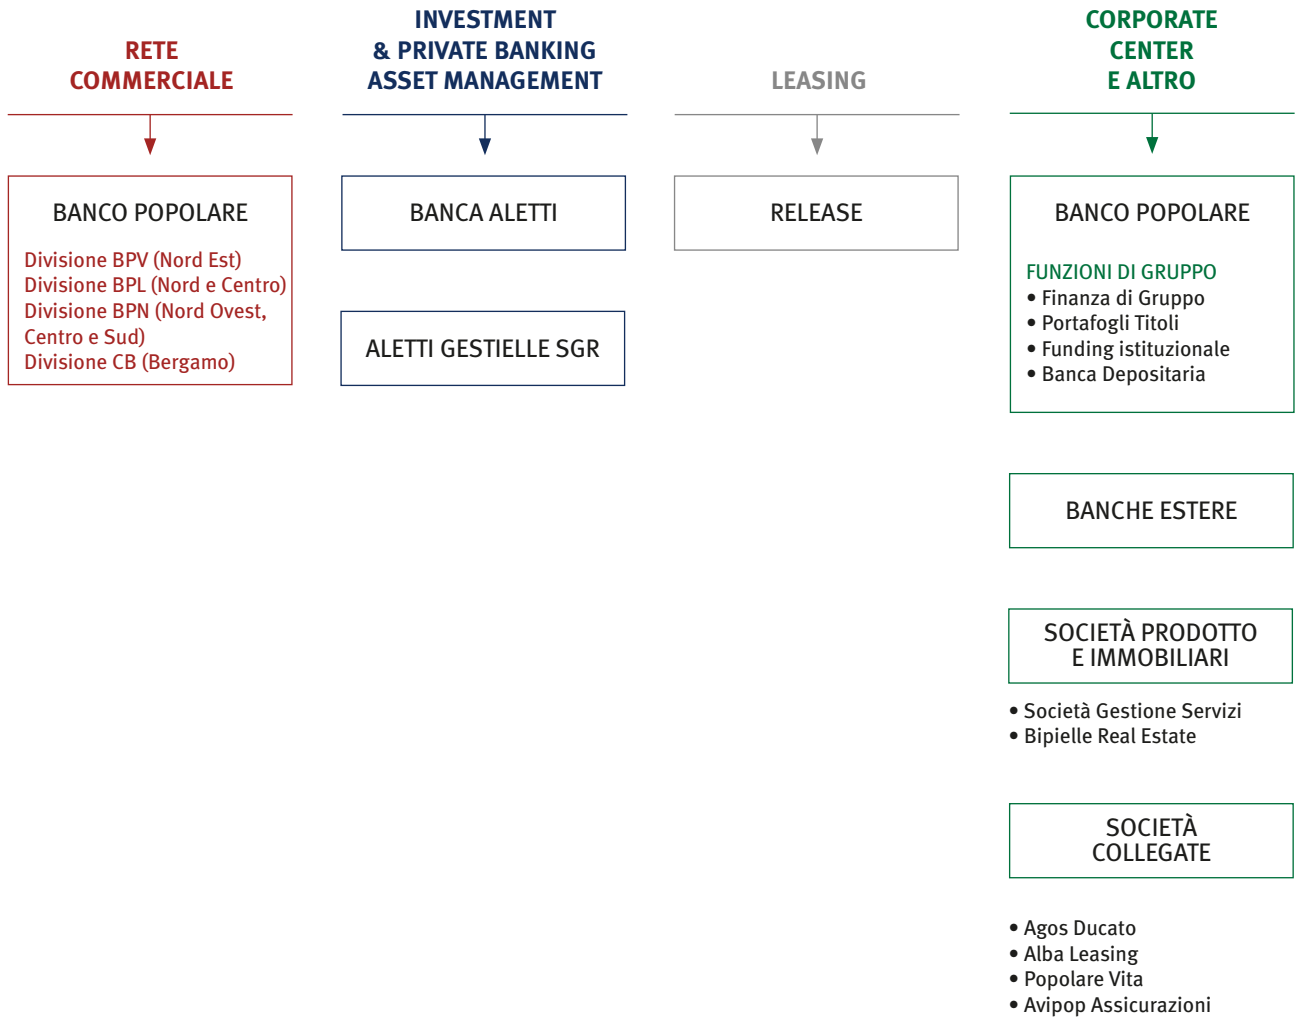 RETE
COMMERCIALE
BANCO POPOLARE
Divisione BPV (Nord Est)
Divisione BPL (Nord e Centro)
Divisione BPN (Nord Ovest,
Centro e Sud)
Divisione CB (Bergamo)
INVESTMENT
& PRIVATE BANKING
ASSET MANAGEMENT
BANCA ALETTI
ALETTI GESTIELLE SGR
LEASING
RELEASE
CORPORATE
CENTER
E ALTRO
BANCO POPOLARE
FUNZIONI DI GRUPPO
• Finanza di Gruppo
• Portafogli Titoli
• Funding istituzionale
• Banca Depositaria
BANCHE ESTERE
SOCIETÀ PRODOTTO
E IMMOBILIARI
• Società Gestione Servizi
• Bipielle Real Estate
SOCIETÀ
COLLEGATE
• Agos Ducato
• Alba Leasing
• Popolare Vita
• Avipop Assicurazioni